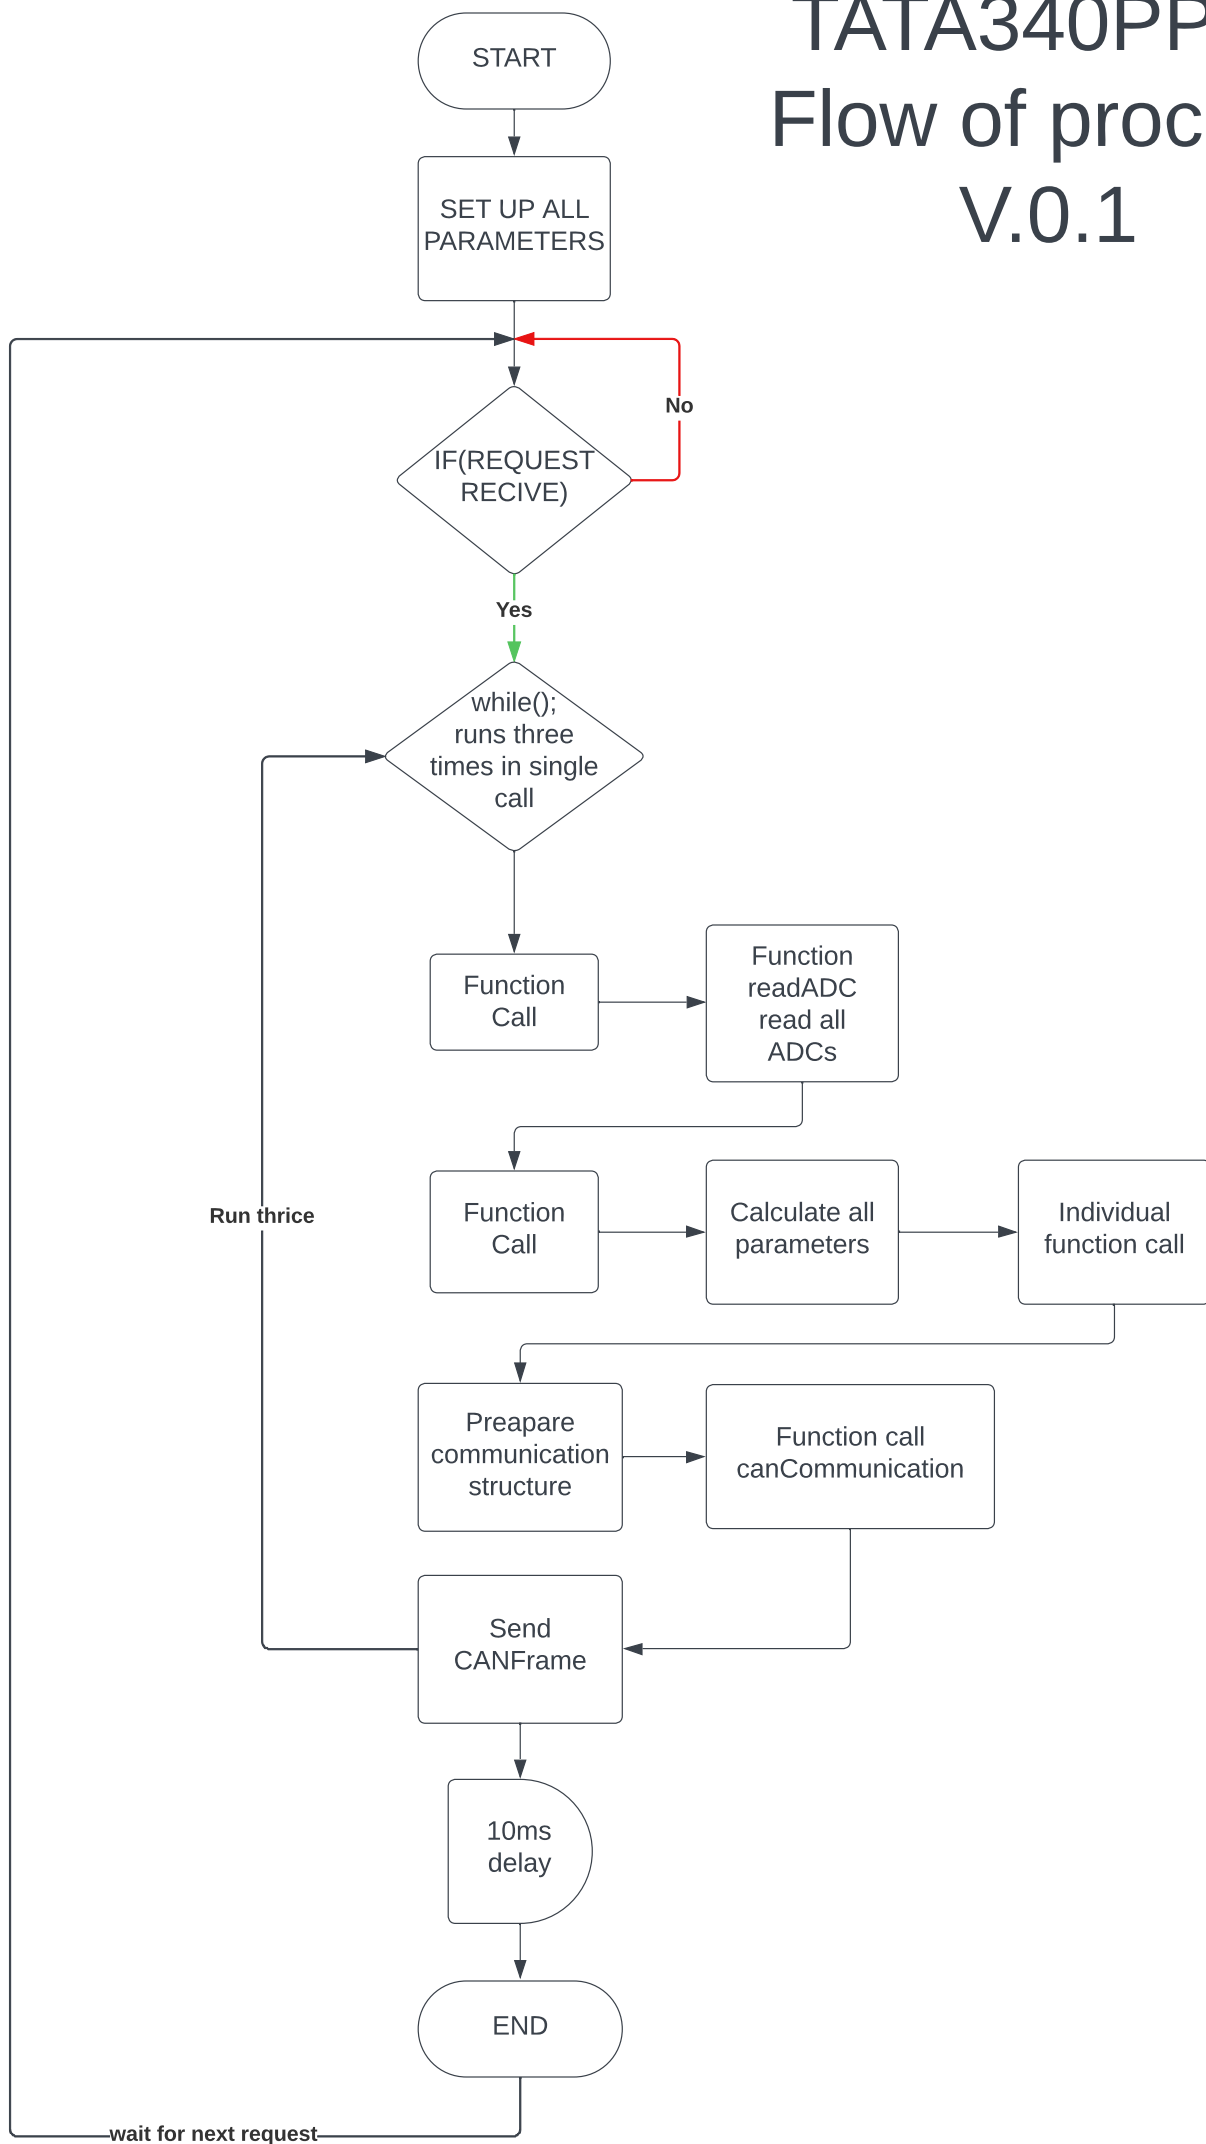 TATA340PP
Flow of proc
V.0.1
START
SET UP ALL
PARAMETERS
No
IF(REQUEST
RECIVE)
Yes
while();
runs three
times in single
call
Function
Call
Function
readADC
read all
ADCs
Run thrice
Function
Call
Calculate all
parameters
Individual
function call
Preapare
communication
structure
Function call
canCommunication
Send
CANFrame
10ms
delay
END
wait for next request